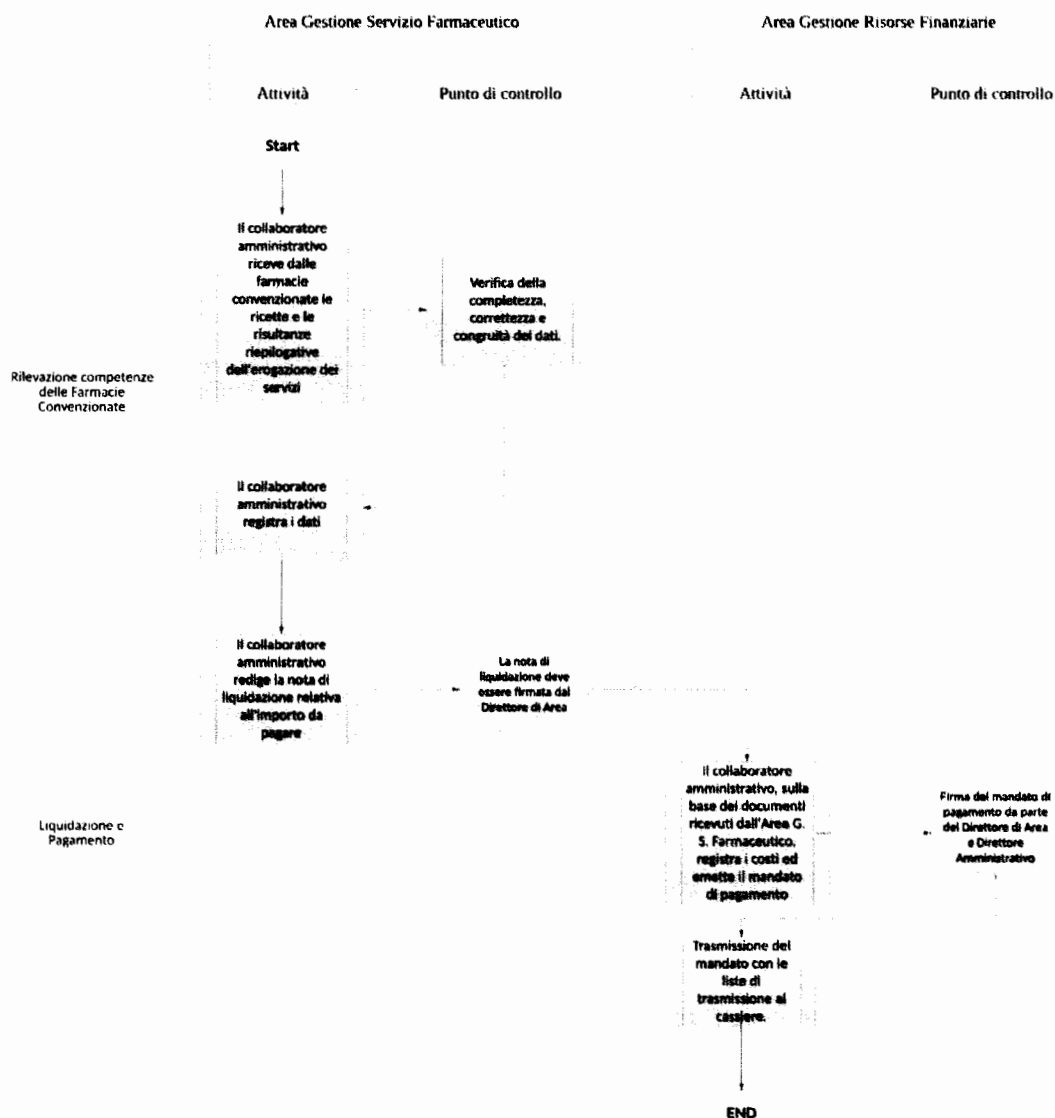 Area Gestione Servizio Farmaceutico
Area Gestione Risorse Finanziarie
Attività
Punto di controllo
Attività
Punto di controllo
Start
Il collaboratore
amministrativo
riceve dalle
farmacie
convenzionate le
ricette e le
risultanze
riepilogative
dell'erogazione dei
servizi
Verifica della
completezza,
correttezza e
congruità dei dati.
Rilevazione competenze
delle Farmacie
Convenzionate
Il collaboratore
amministrativo
registra i dati
Il collaboratore
amministrativo
redige la nota di
liquidazione relativa
all'importo da
pagare
La nota di
liquidazione deve
essere firmata dal
Direttore di Area
Liquidazione e
Pagamento
Il collaboratore
amministrativo, sulla
base dei documenti
ricevuti dall'Area G.
S. Farmaceutico,
registra i costi ed
emette il mandato
di pagamento
Firma del mandato di
pagamento da parte
del Direttore di Area
e Direttore
Amministrativo
Trasmissione del
mandato con le
liste di
trasmissione al
cassiere.
END